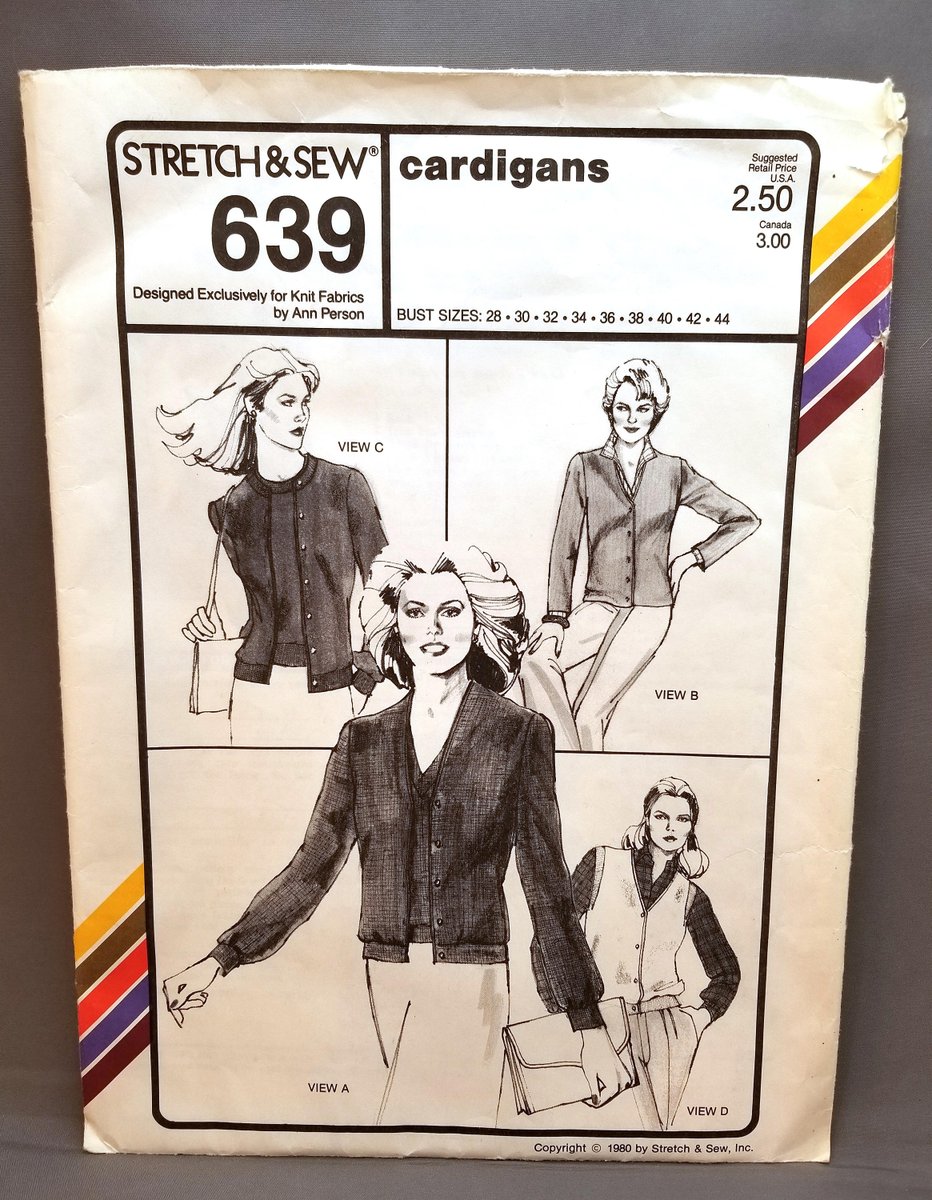 STRETCH & SEW®
639
Designed Exclusively for Knit Fabrics
by Ann Person
cardigans
Suggested
Retail Price
U.S.A.
2.50
Canada
3.00
BUST SIZES: 28 • 30 • 32 • 34 • 36 • 38 • 40 • 42 • 44
VIEW C
VIEW B
VIEW A
VIEW D
Copyright © 1980 by Stretch & Sew, Inc.